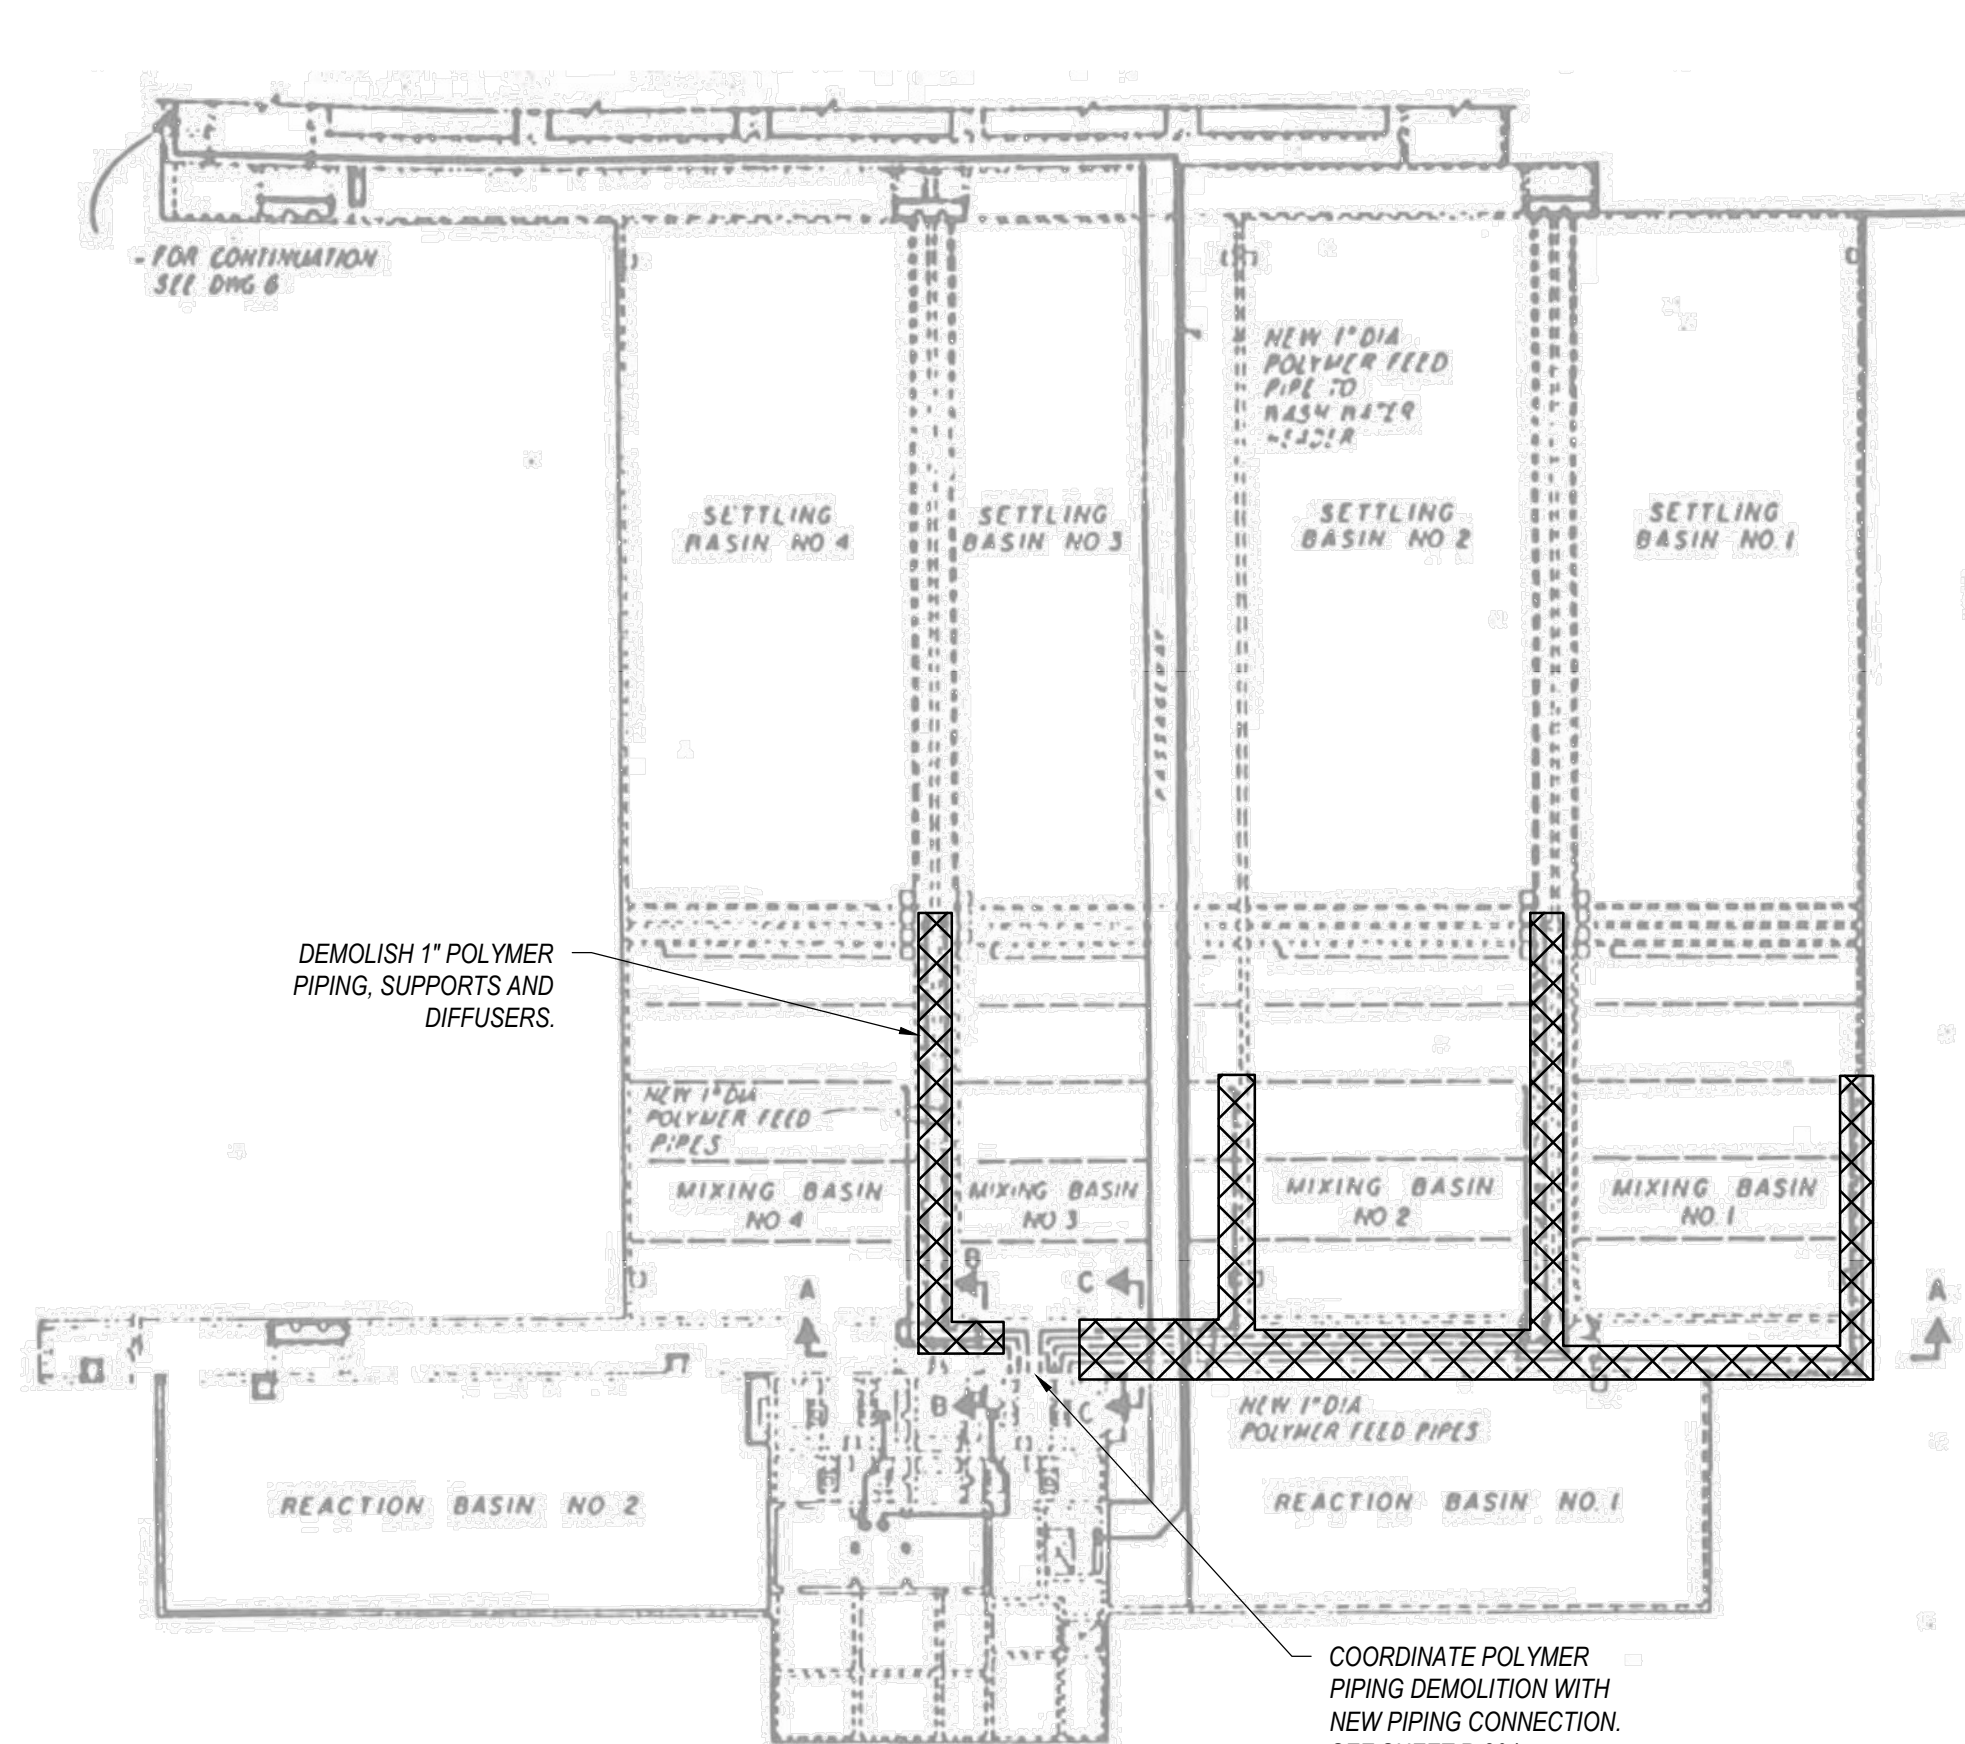 - FOR CONTINUATION
SEE DWG 6
NEW 1" DIA
POLYMER FEED
PIPE TO
WASH WATER
HEADER
SETTLING
BASIN NO 4
SETTLING
BASIN NO 3
SETTLING
BASIN NO 2
SETTLING
BASIN NO. 1
PASSAGEWAY
DEMOLISH 1" POLYMER
PIPING, SUPPORTS AND
DIFFUSERS.
NEW 1" DIA
POLYMER FEED
PIPES
MIXING BASIN
NO 4
MIXING BASIN
NO 3
MIXING BASIN
NO 2
MIXING BASIN
NO. 1
B
C
A
A
B
C
NEW 1" DIA
POLYMER FEED PIPES
REACTION BASIN NO 2
REACTION BASIN NO. 1
COORDINATE POLYMER
PIPING DEMOLITION WITH
NEW PIPING CONNECTION.